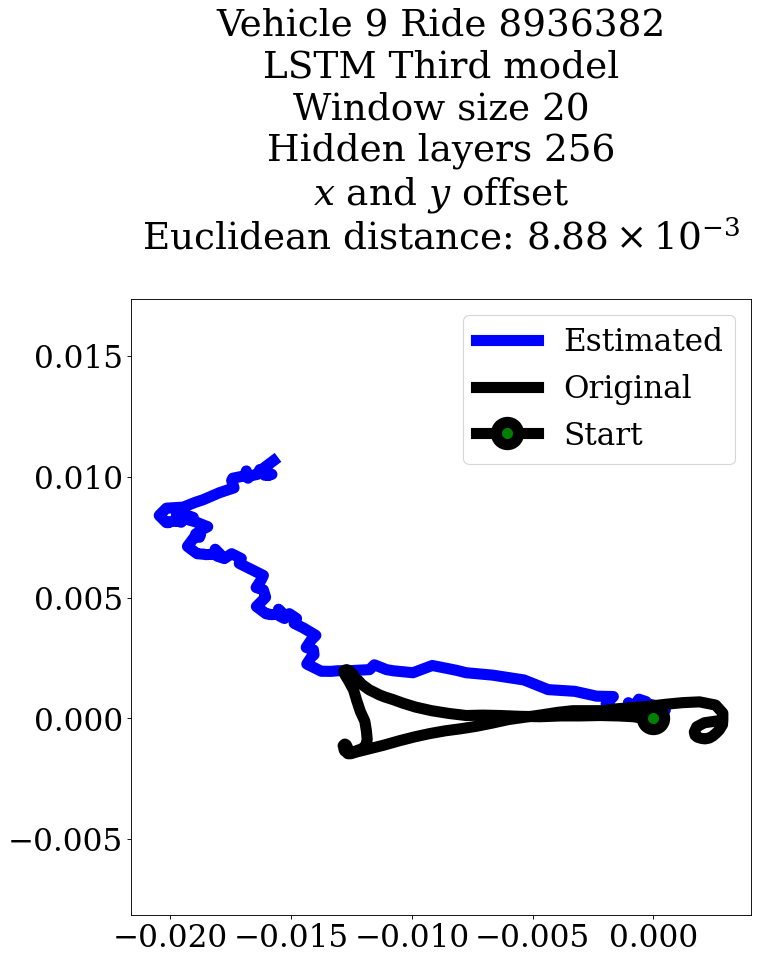 Vehicle 9 Ride 8936382
LSTM Third model
Window size 20
Hidden layers 256
x and y offset
Euclidean distance: 8.88 × 10⁻³
Estimated
Original
Start
0.015
0.010
0.005
0.000
−0.005
−0.020 −0.015 −0.010 −0.005 0.000